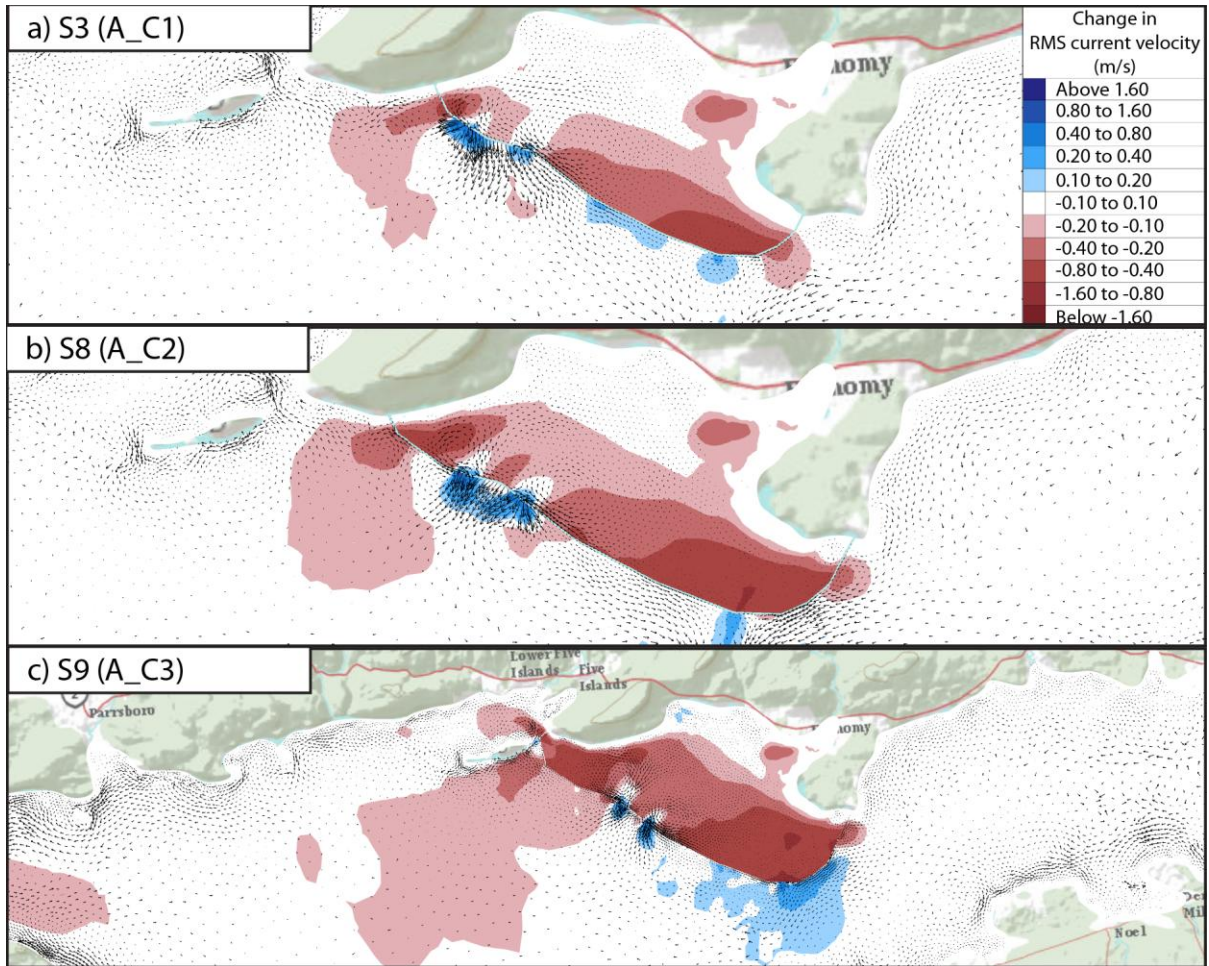 a) S3 (A_C1)
Change in
RMS current velocity
(m/s)
Above 1.60
0.80 to 1.60
0.40 to 0.80
0.20 to 0.40
0.10 to 0.20
-0.10 to 0.10
-0.20 to -0.10
-0.40 to -0.20
-0.80 to -0.40
-1.60 to -0.80
Below -1.60
nomy
b) S8 (A_C2)
nomy
c) S9 (A_C3)
Lower Five
Islands
Five
Islands
2
Parrsboro
nomy
Noel